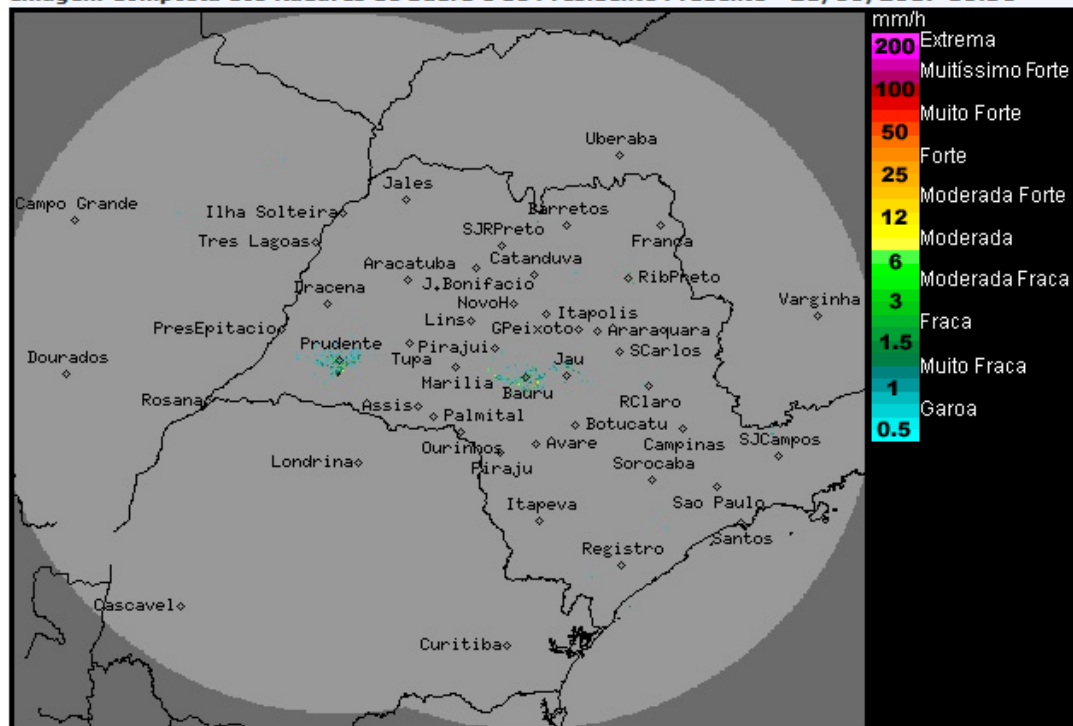 mm/h
200 Extrema
Muitíssimo Forte
100
Muito Forte
50
Forte
25
Moderada Forte
12
Moderada
6
Moderada Fraca
3
Fraca
1.5
Muito Fraca
1
Garoa
0.5
Uberaba
Jales
Campo Grande
Ilha Solteira
Barretos
Tres Lagoas
SJRPreto
Franca
Aracatuba
Catanduva
J.Bonifacio
RibPreto
Dracena
NovoH
Itapolis
Varginha
PresEpitacio
Lins
GPeixoto
Araraquara
Prudente
Pirajui
SCarlos
Dourados
Tupa
Jau
Marilia
Bauru
Rosana
Assis
RClaro
Palmital
Botucatu
Ourinhos
Avare
Campinas
SJCampos
Londrina
Piraju
Sorocaba
Itapeva
Sao Paulo
Santos
Registro
Cascavel
Curitiba